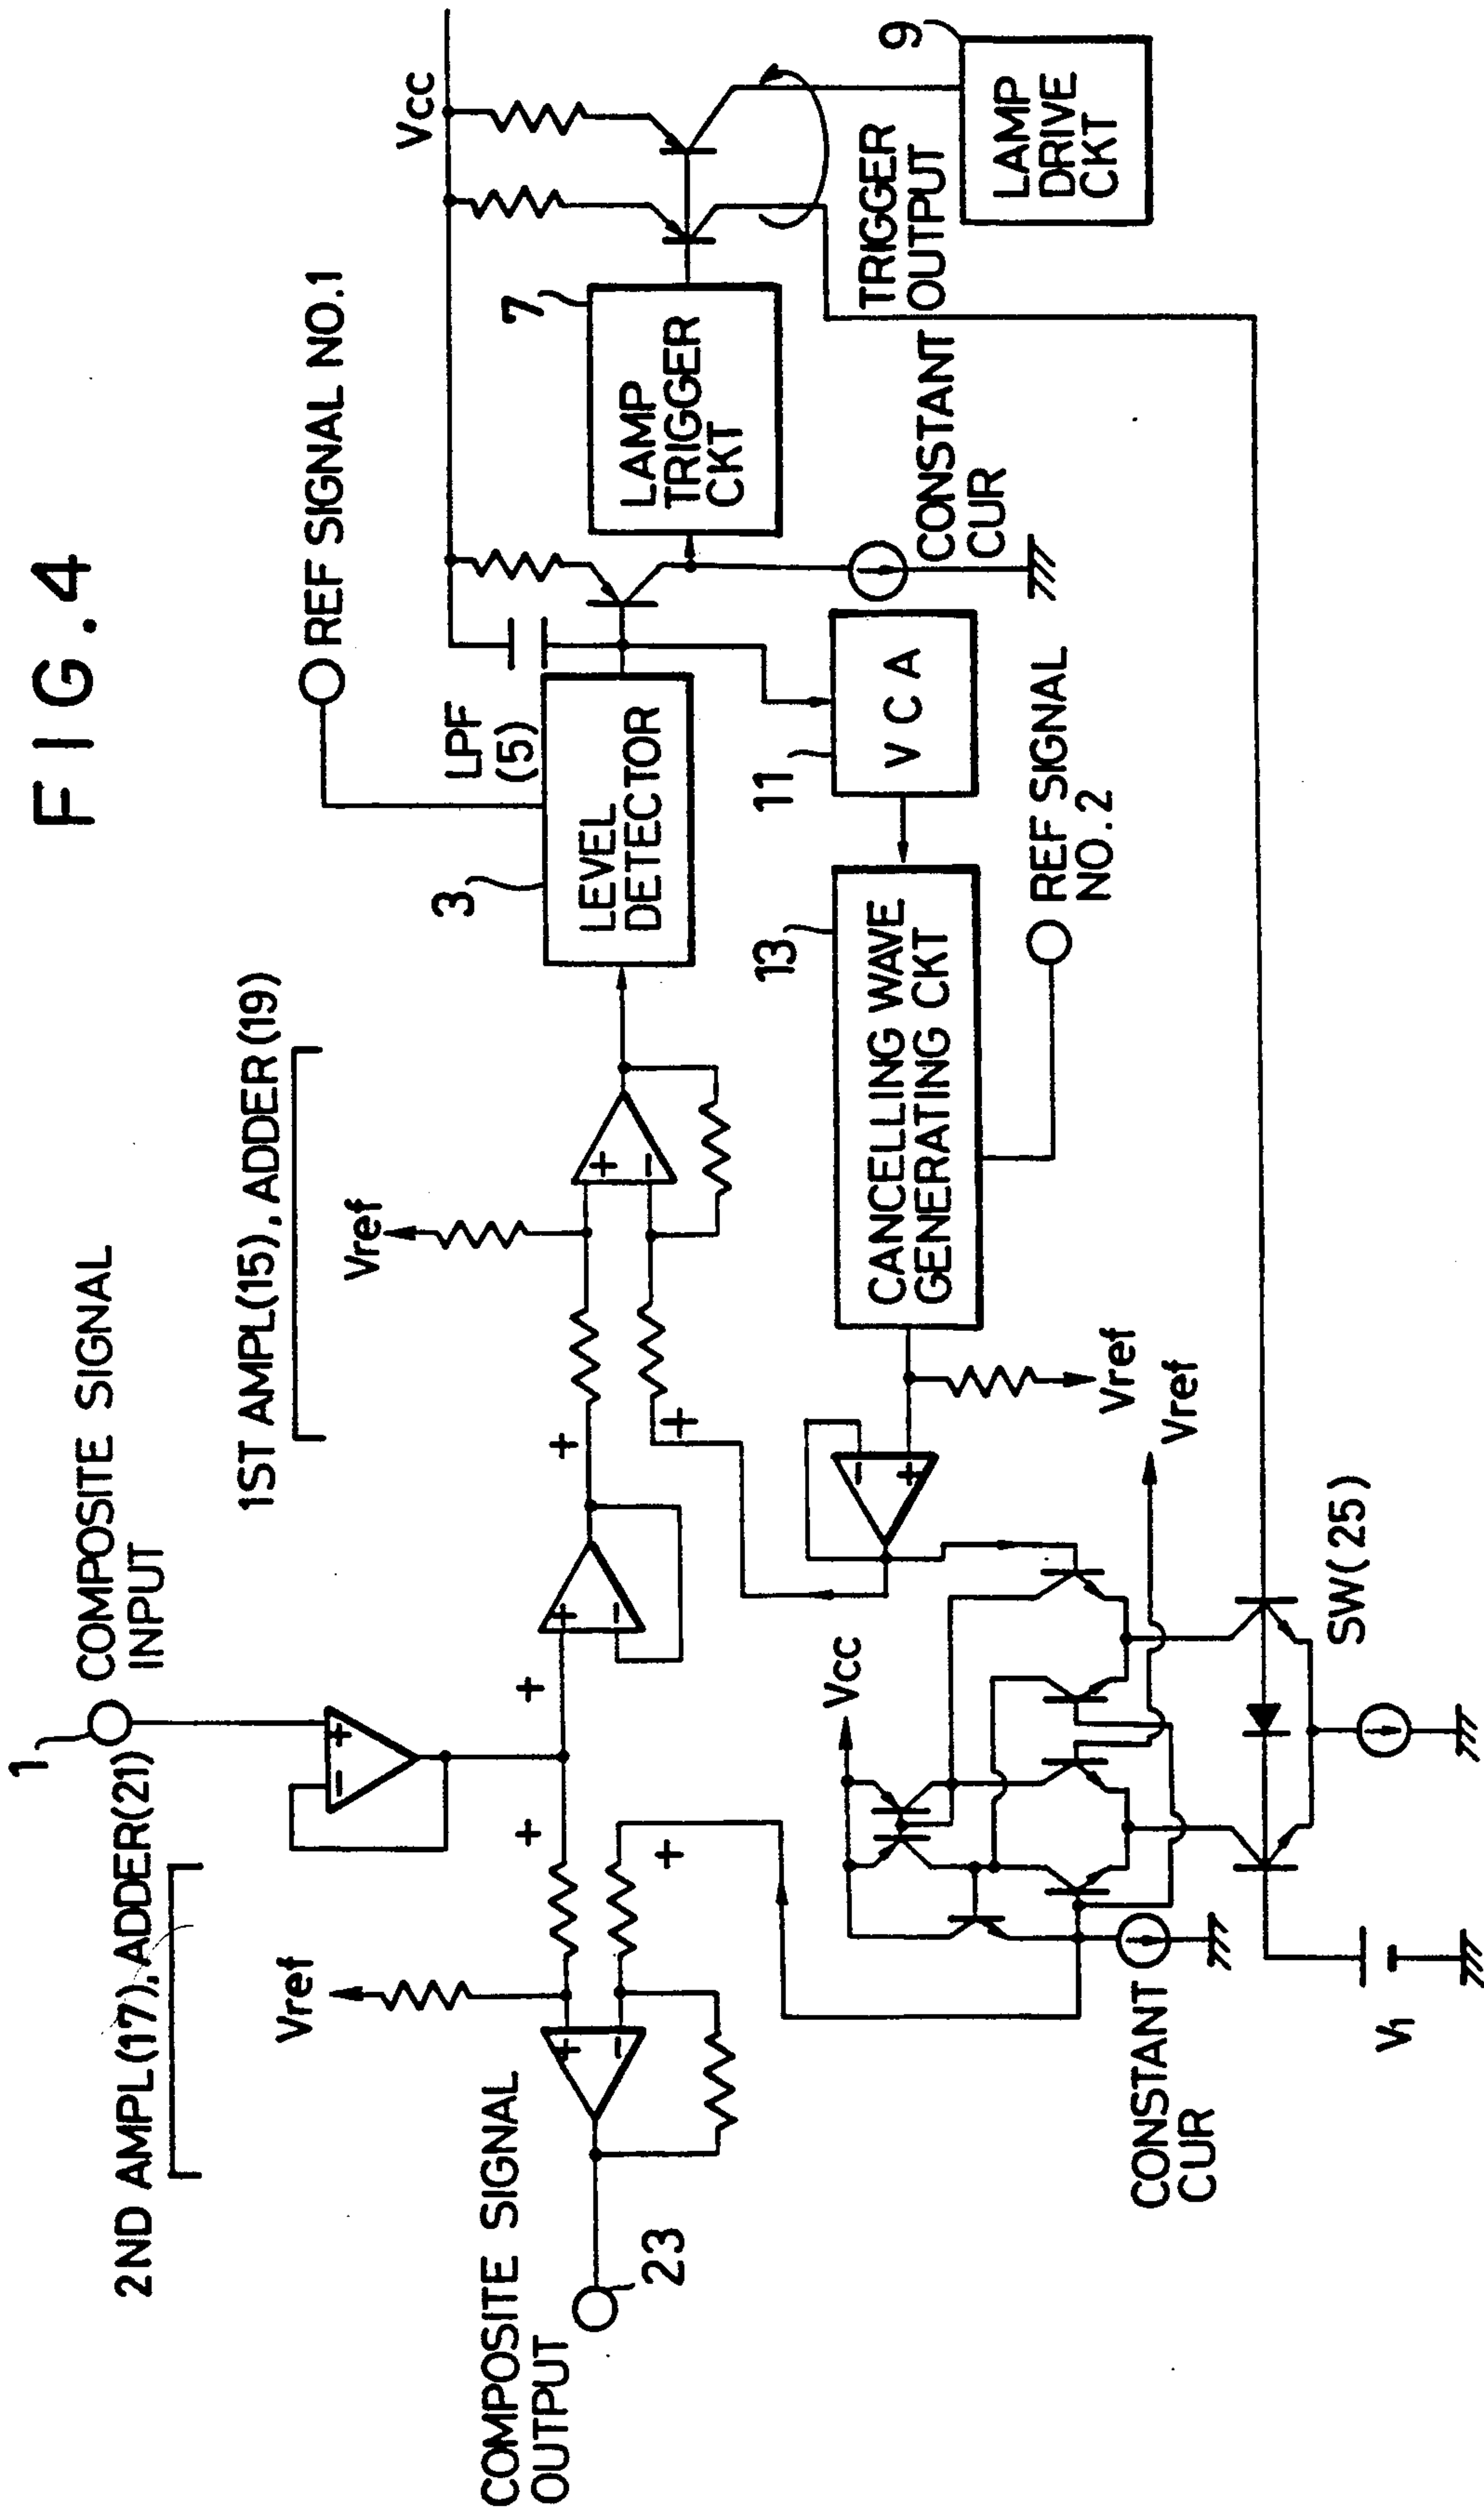 FIG.4
1
COMPOSITE SIGNAL
INPUT
2ND AMPL(17), ADDER(21)
1ST AMPL(15), ADDER(19)
REF SIGNAL NO.1
Vcc
Vref
Vref
3
LPF
(5)
LEVEL
DETECTOR
7
LAMP
TRIGGER
CKT
TRIGGER
OUTPUT
9
LAMP
DRIVE
CKT
CONSTANT
CUR
11
VCA
13
CANCELLING WAVE
GENERATING CKT
REF SIGNAL
NO.2
COMPOSITE SIGNAL
OUTPUT
23
+
-
+
+
+
-
+
+
+
-
+
+
+
-
-
+
Vref
Vref
Vcc
CONSTANT
CUR
SW(25)
V1